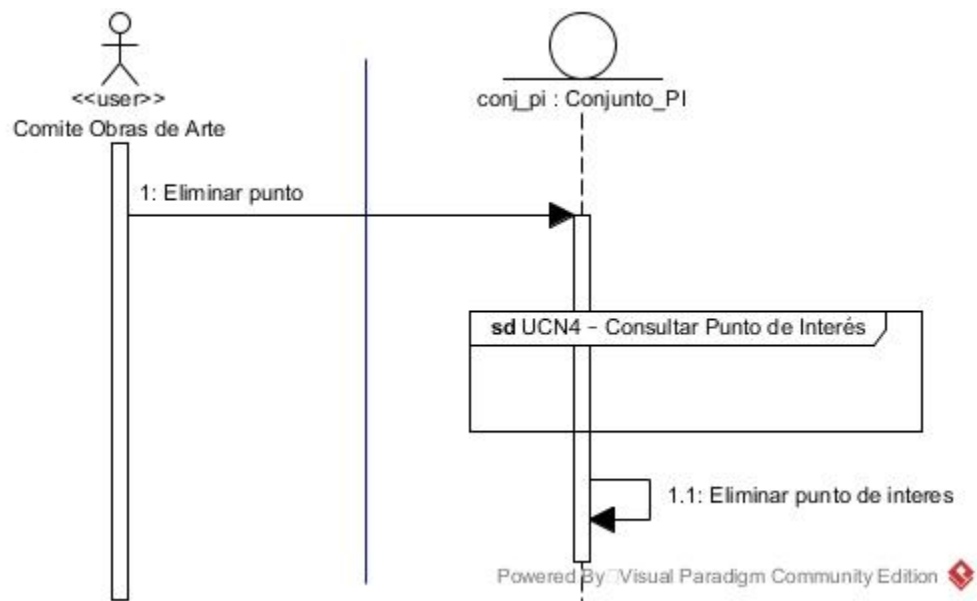 <<user>>
Comite Obras de Arte
conj_pi : Conjunto_PI
1: Eliminar punto
sd UCN4 - Consultar Punto de Interés
1.1: Eliminar punto de interes
Powered By Visual Paradigm Community Edition